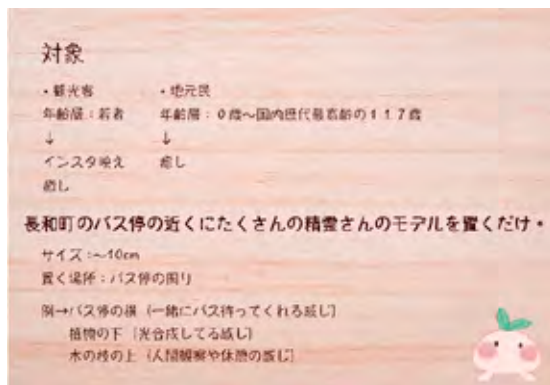 対象
・観光客 ・地元民
年齢層：若者 年齢層：0歳〜国内歴代最高齢の117歳
↓ ↓
インスタ映え 癒し
癒し
長和町のバス停の近くにたくさんの精霊さんのモデルを置くだけ・
サイズ：〜10cm
置く場所：バス停の周り
例→バス停の横（一緒にバス待ってくれる感じ）
植物の下（光合成してる感じ）
木の枝の上（人間観察や休憩の感じ）